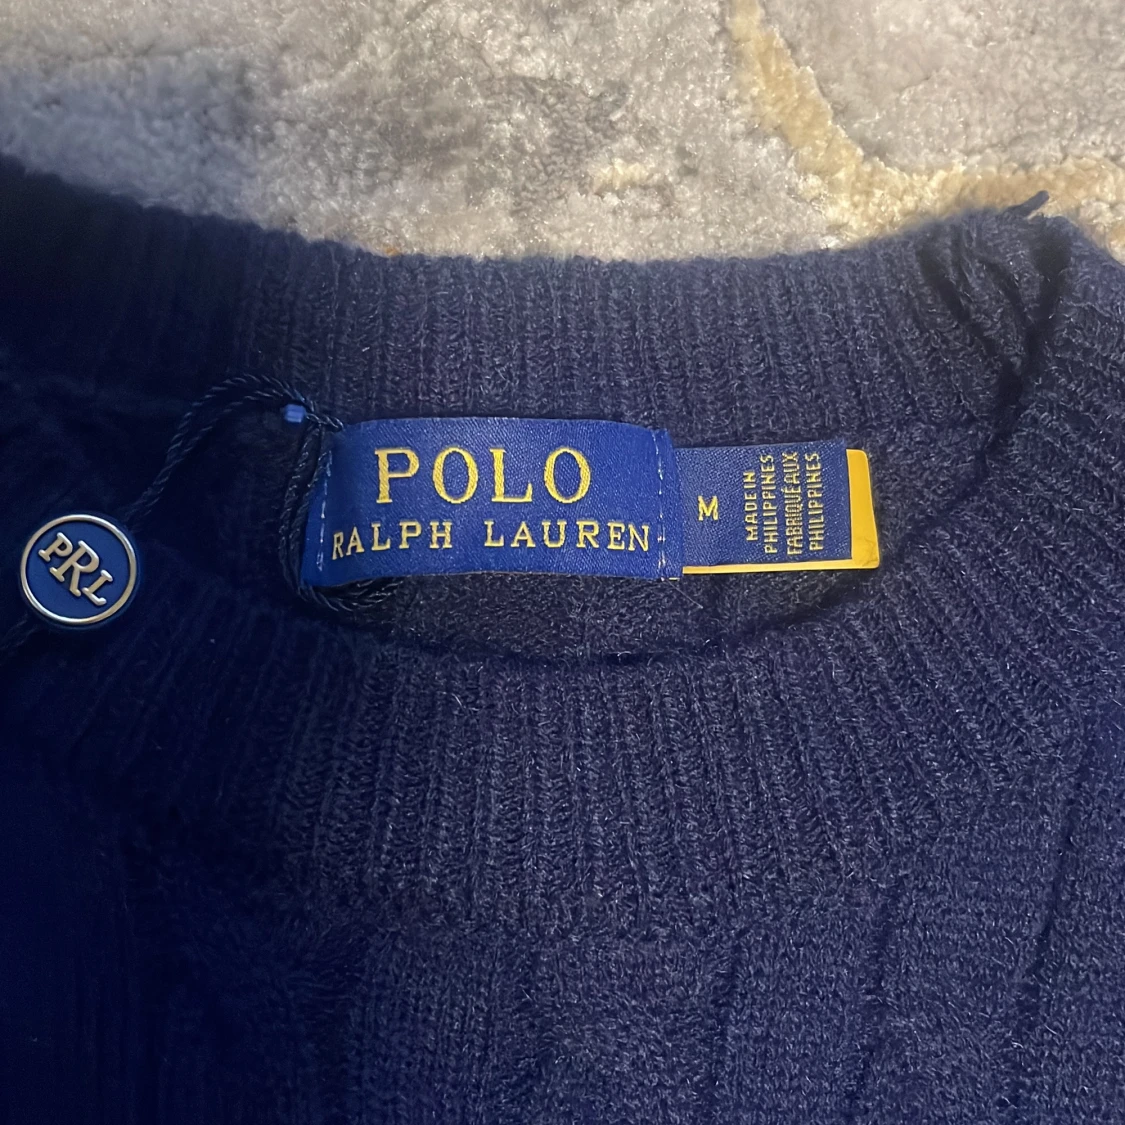 POLO
RALPH LAUREN
M
MADE IN
PHILIPPINES
FABRIQUÉ AUX
PHILIPPINES
PRL